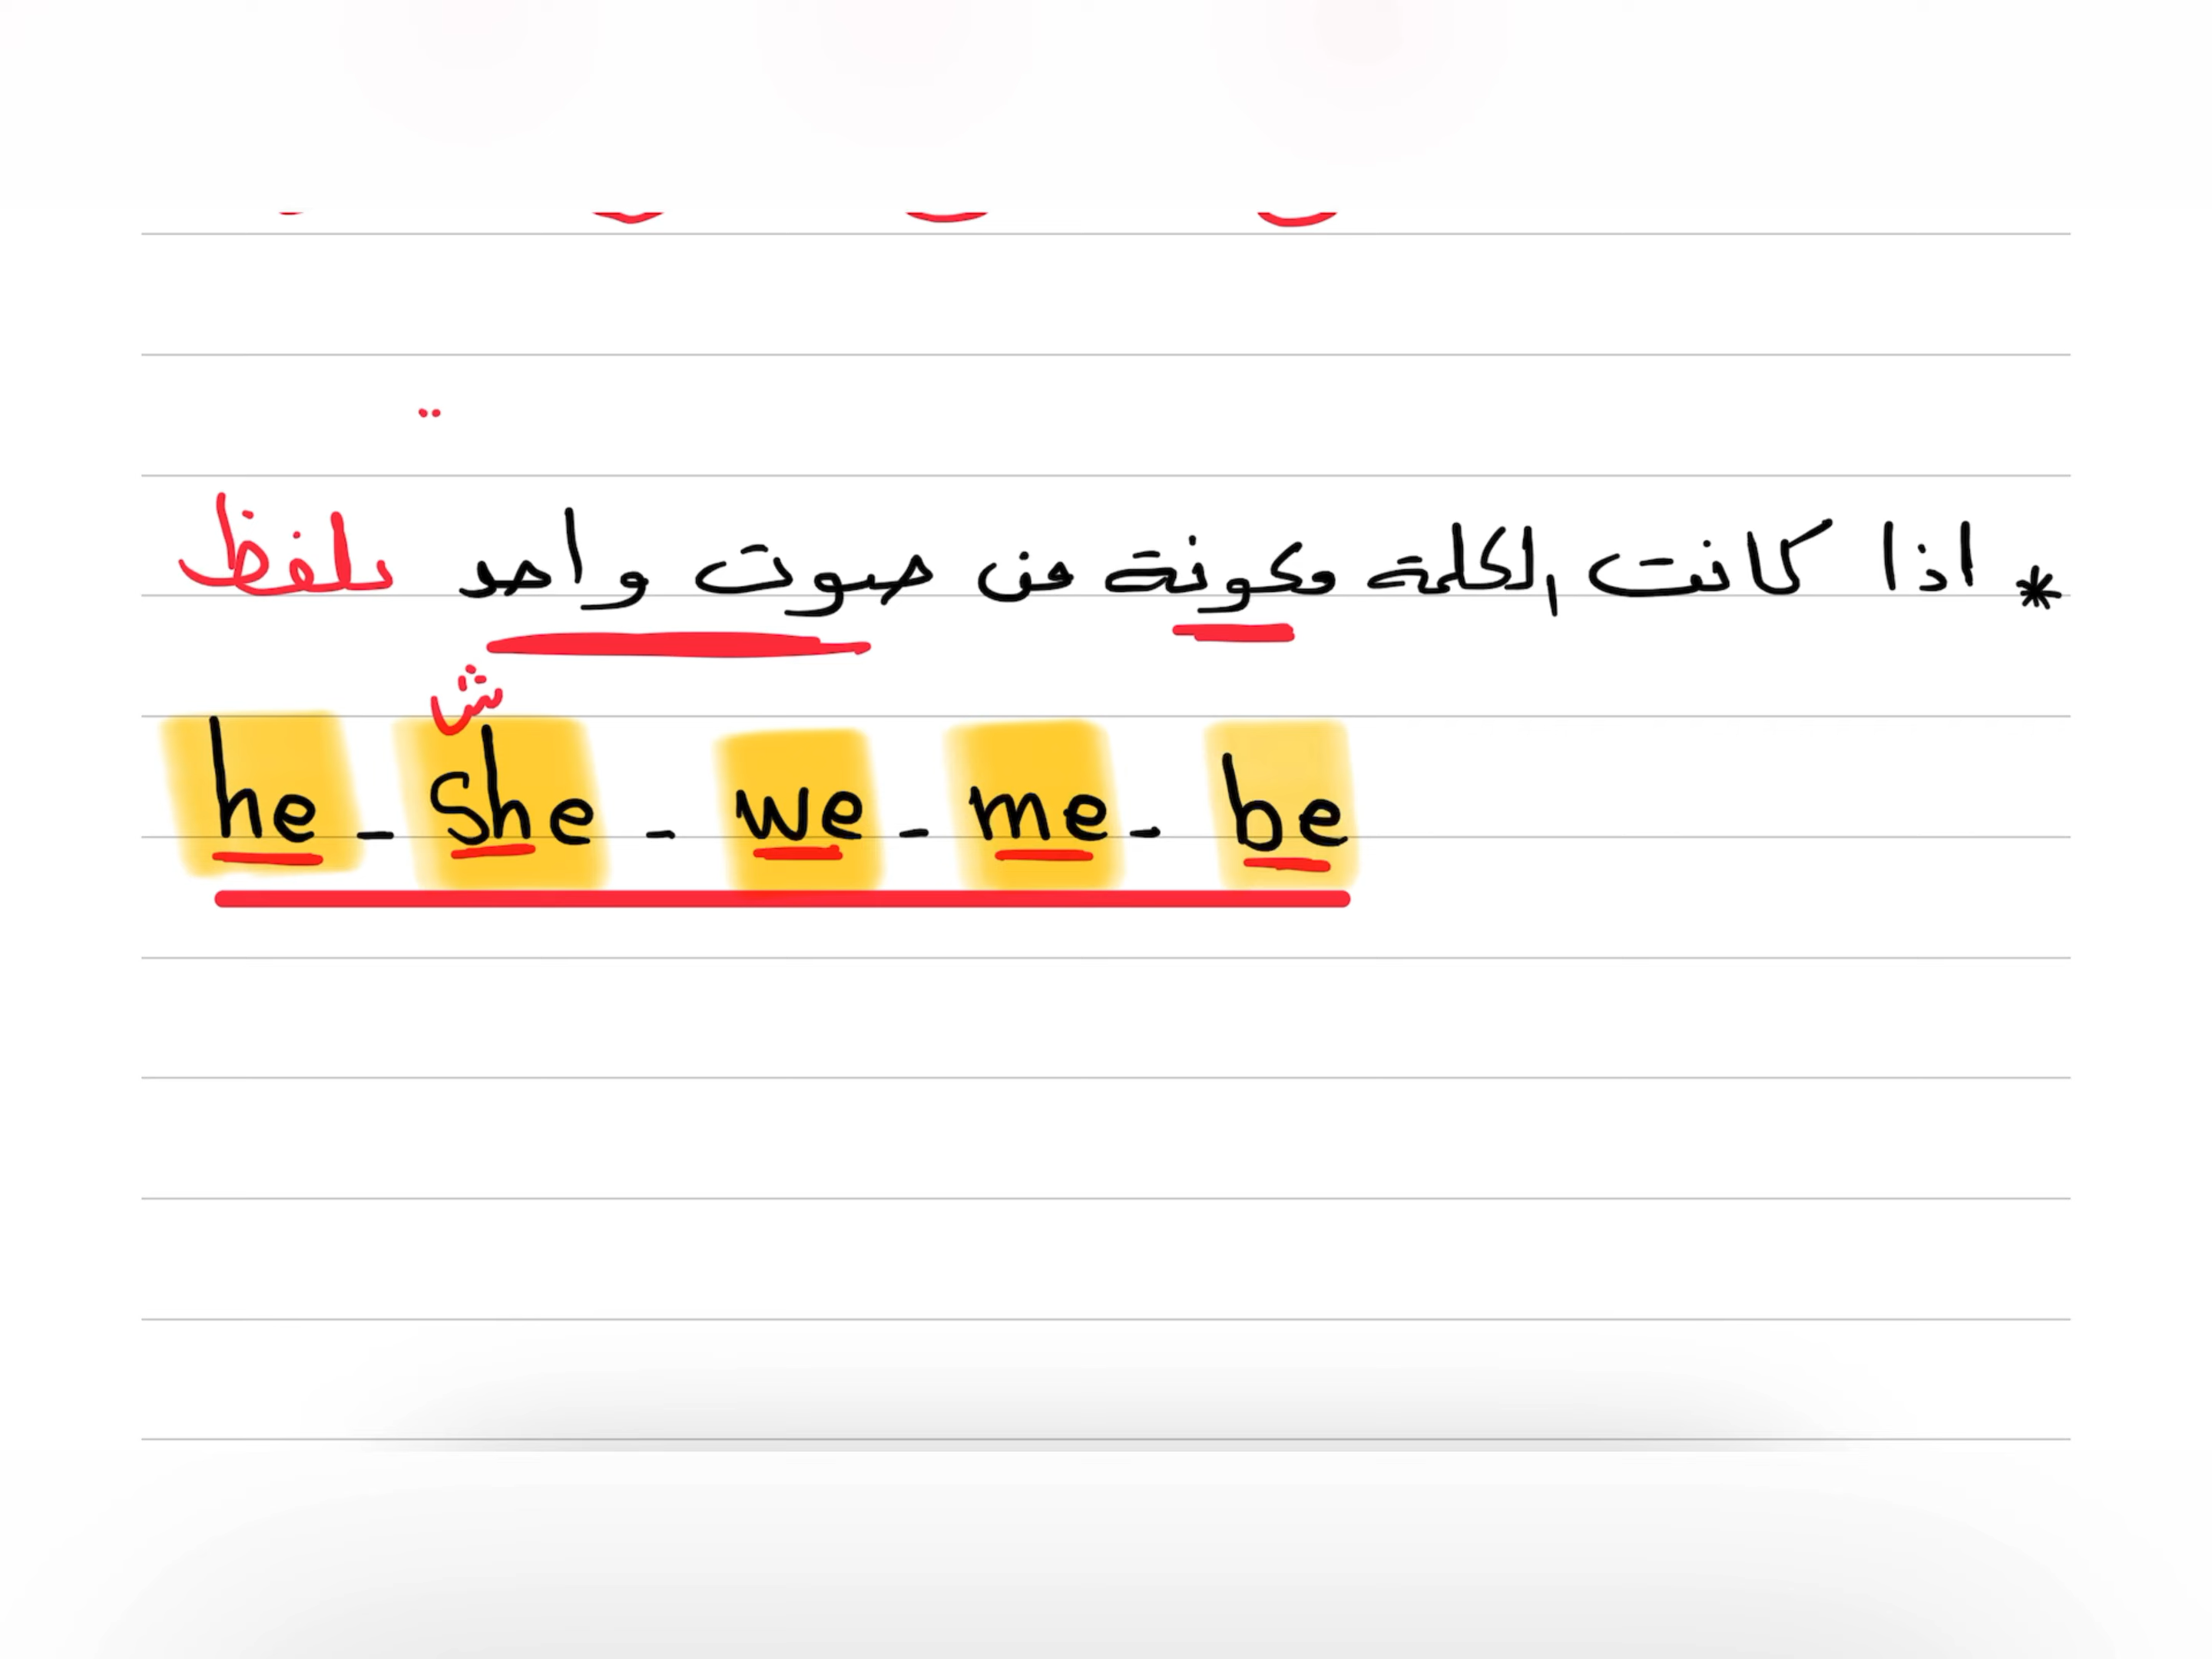 * اذا كانت الكلمة مكونة من صوت واحد تلفظ
ش
he - she - we - me - be